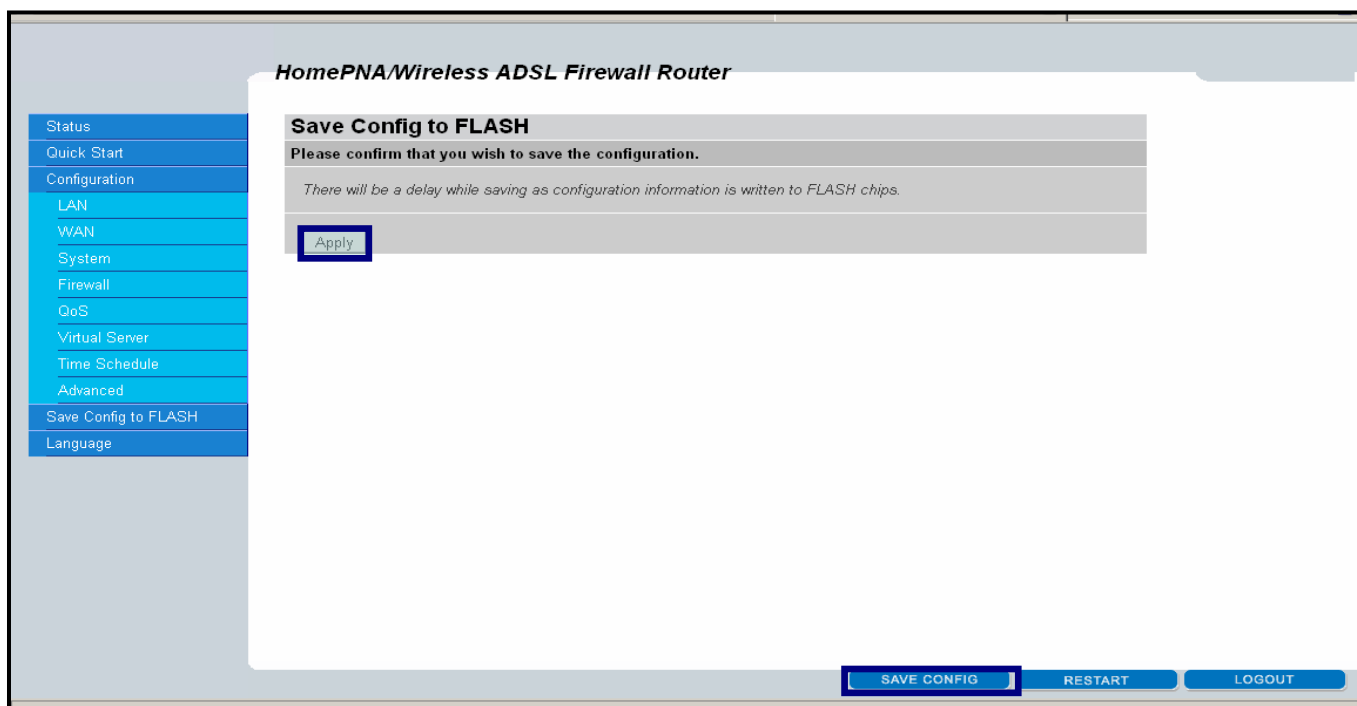 HomePNA/Wireless ADSL Firewall Router
Status
Quick Start
Configuration
LAN
WAN
System
Firewall
QoS
Virtual Server
Time Schedule
Advanced
Save Config to FLASH
Language
Save Config to FLASH
Please confirm that you wish to save the configuration.
There will be a delay while saving as configuration information is written to FLASH chips.
Apply
SAVE CONFIG
RESTART
LOGOUT